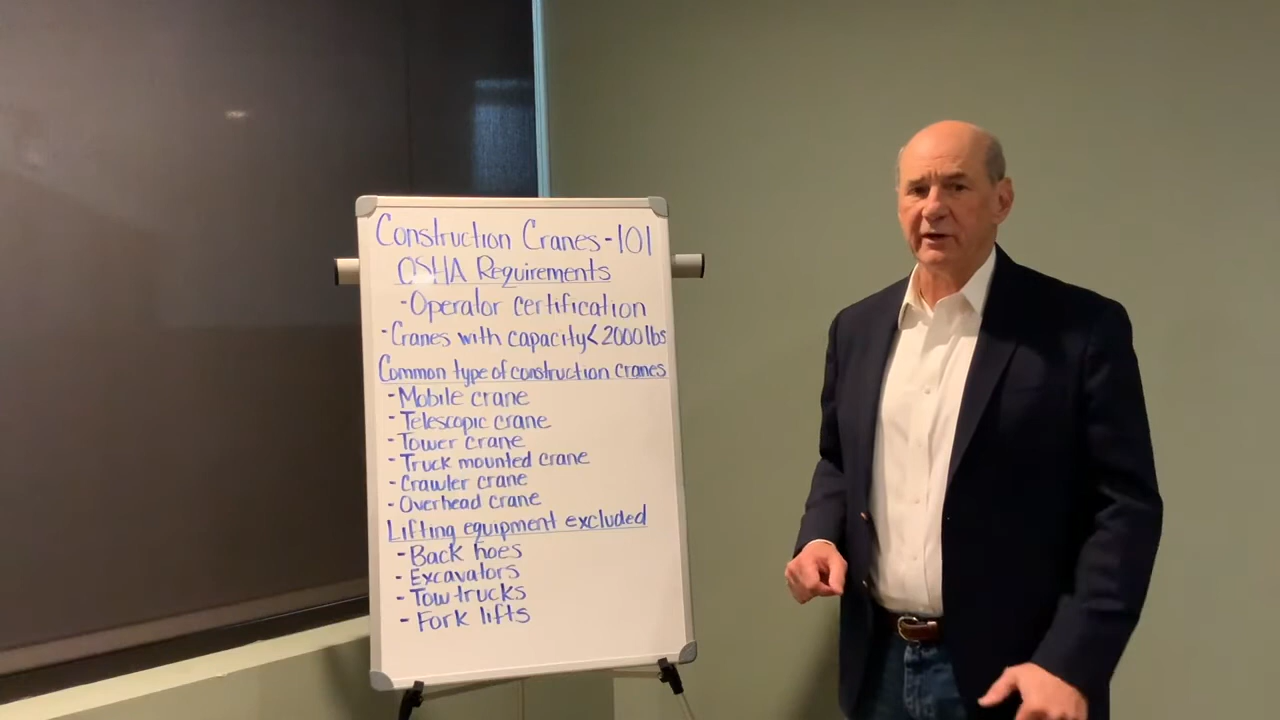 Construction Cranes-101
OSHA Requirements
-Operator certification
-Cranes with capacity<2000lbs
Common type of construction cranes
-Mobile crane
-Telescopic crane
-Tower crane
-Truck mounted crane
-Crawler crane
-Overhead crane
Lifting equipment excluded
-Back hoes
-Excavators
-Tow trucks
-Fork lifts